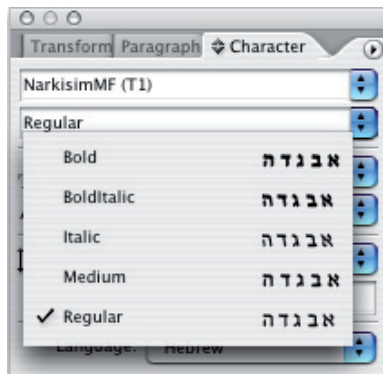 Transform Paragraph Character
NarkisimMF (T1)
Regular
Bold אבגדה
BoldItalic אבגדה
Italic אבגדה
Medium אבגדה
Regular אבגדה
Language: Hebrew